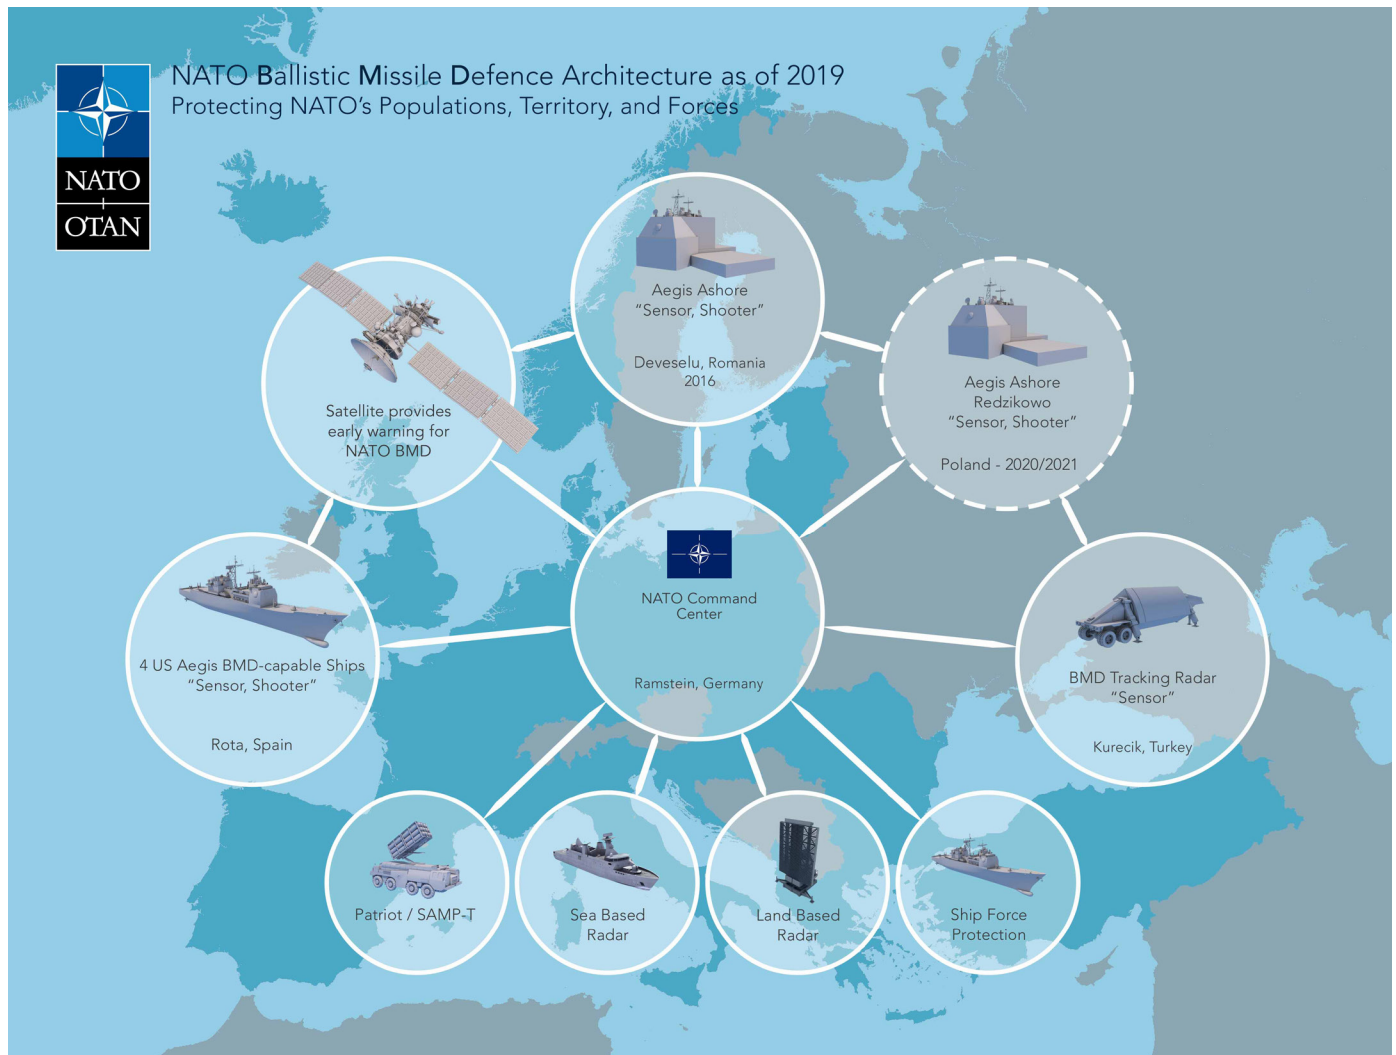 NATO Ballistic Missile Defence Architecture as of 2019
Protecting NATO's Populations, Territory, and Forces
NATO
OTAN
Aegis Ashore
“Sensor, Shooter”
Deveselu, Romania
2016
Aegis Ashore
Redzikowo
“Sensor, Shooter”
Poland - 2020/2021
Satellite provides
early warning for
NATO BMD
NATO Command
Center
Ramstein, Germany
4 US Aegis BMD-capable Ships
“Sensor, Shooter”
Rota, Spain
BMD Tracking Radar
“Sensor”
Kurecik, Turkey
Patriot / SAMP-T
Sea Based
Radar
Land Based
Radar
Ship Force
Protection